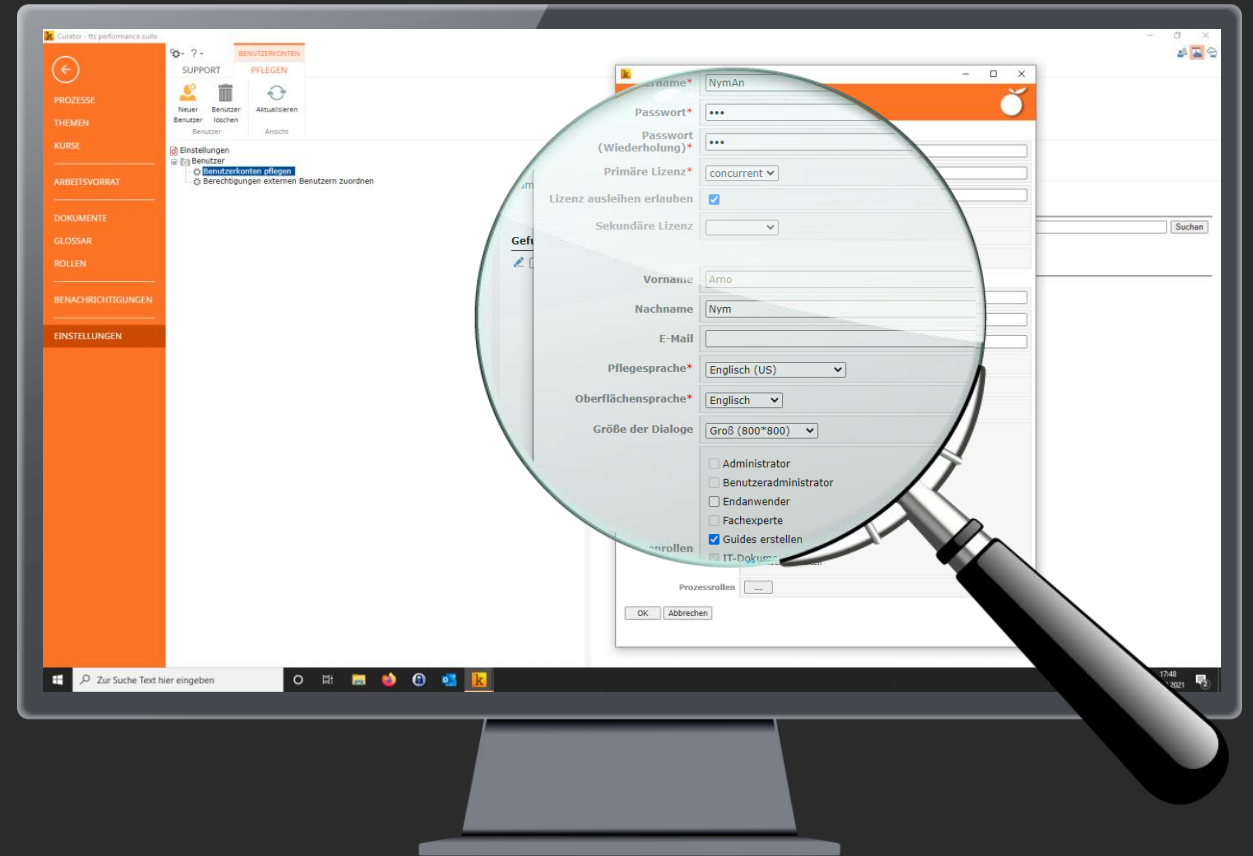 Curator - tts performance suite
BENUTZERKONTEN
SUPPORT PFLEGEN
PROZESSE
THEMEN
KURSE
ARBEITSVORRAT
DOKUMENTE
GLOSSAR
ROLLEN
BENACHRICHTIGUNGEN
EINSTELLUNGEN
Neuer Benutzer
Benutzer löschen
Aktualisieren
Benutzer Ansicht
Einstellungen
Benutzer
Benutzerkonten pflegen
Berechtigungen externen Benutzern zuordnen
Suchen
NymAn
Passwort* •••
Passwort
(Wiederholung)* •••
Primäre Lizenz* concurrent
Lizenz ausleihen erlauben
Sekundäre Lizenz
Vorname Arno
Nachname Nym
E-Mail
Pflegesprache* Englisch (US)
Oberflächensprache* Englisch
Größe der Dialoge Groß (800*800)
Administrator
Benutzeradministrator
Endanwender
Fachexperte
Guides erstellen
Prozessrollen ...
OK Abbrechen
Zur Suche Text hier eingeben
17:48
2021